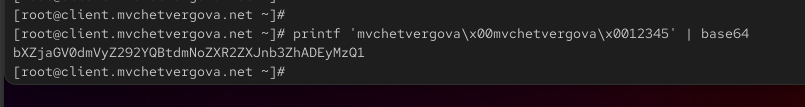 [root@client.mvchetvergova.net ~]#
[root@client.mvchetvergova.net ~]# printf 'mvchetvergova\x00mvchetvergova\x0012345' | base64
bXZjaGV0dmVyZ292YQBtdmNoZXR2ZXJnb3ZhADEyMzQ1
[root@client.mvchetvergova.net ~]#